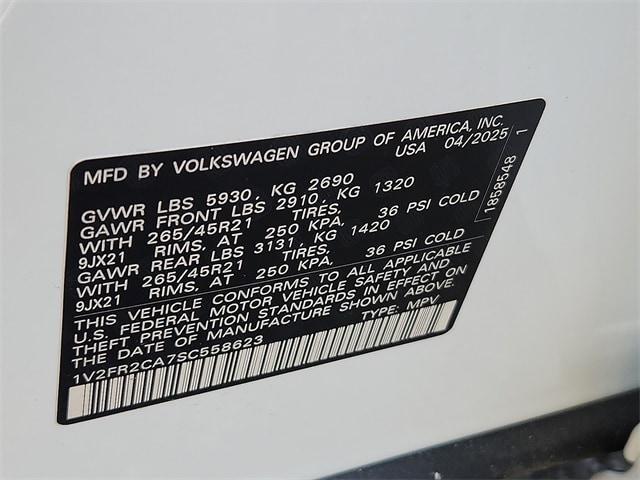 MFD BY VOLKSWAGEN GROUP OF AMERICA, INC.
USA 04/2025
GVWR LBS 5930, KG 2690
GAWR FRONT LBS 2910, KG 1320
WITH 265/45R21 TIRES, 36 PSI COLD
9JX21 RIMS, AT 250 KPA,
GAWR REAR LBS 3131, KG 1420
WITH 265/45R21 TIRES, 36 PSI COLD
9JX21 RIMS, AT 250 KPA,
THIS VEHICLE CONFORMS TO ALL APPLICABLE
U.S. FEDERAL MOTOR VEHICLE SAFETY AND
THEFT PREVENTION STANDARDS IN EFFECT ON
THE DATE OF MANUFACTURE SHOWN ABOVE.
1V2FR2CA7SC558623 TYPE: MPV
1858548 1